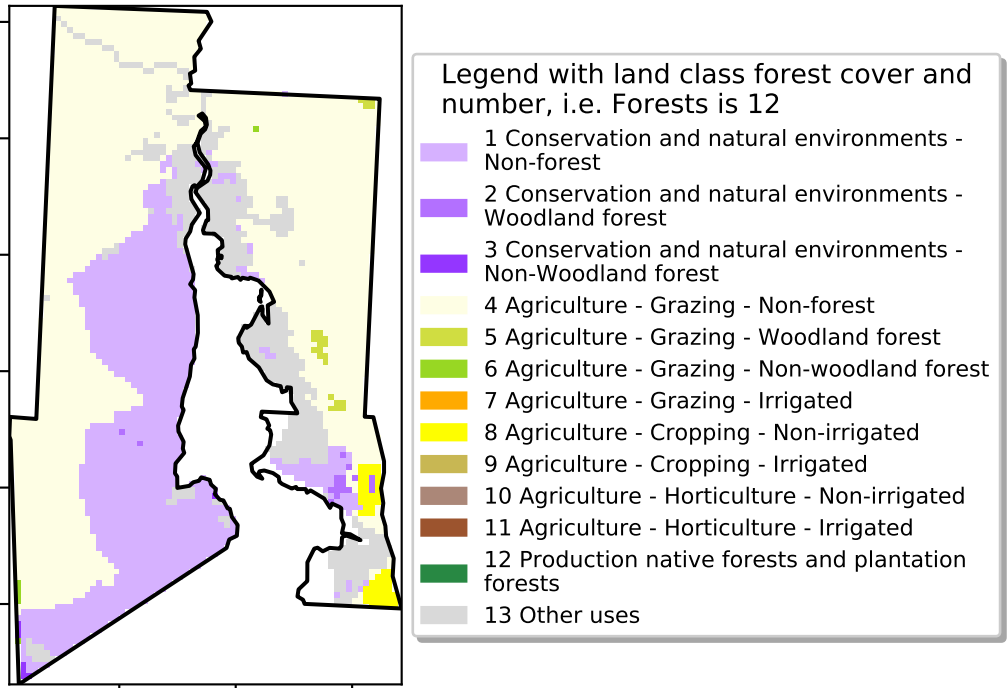 Legend with land class forest cover and
number, i.e. Forests is 12
1 Conservation and natural environments -
Non-forest
2 Conservation and natural environments -
Woodland forest
3 Conservation and natural environments -
Non-Woodland forest
4 Agriculture - Grazing - Non-forest
5 Agriculture - Grazing - Woodland forest
6 Agriculture - Grazing - Non-woodland forest
7 Agriculture - Grazing - Irrigated
8 Agriculture - Cropping - Non-irrigated
9 Agriculture - Cropping - Irrigated
10 Agriculture - Horticulture - Non-irrigated
11 Agriculture - Horticulture - Irrigated
12 Production native forests and plantation
forests
13 Other uses